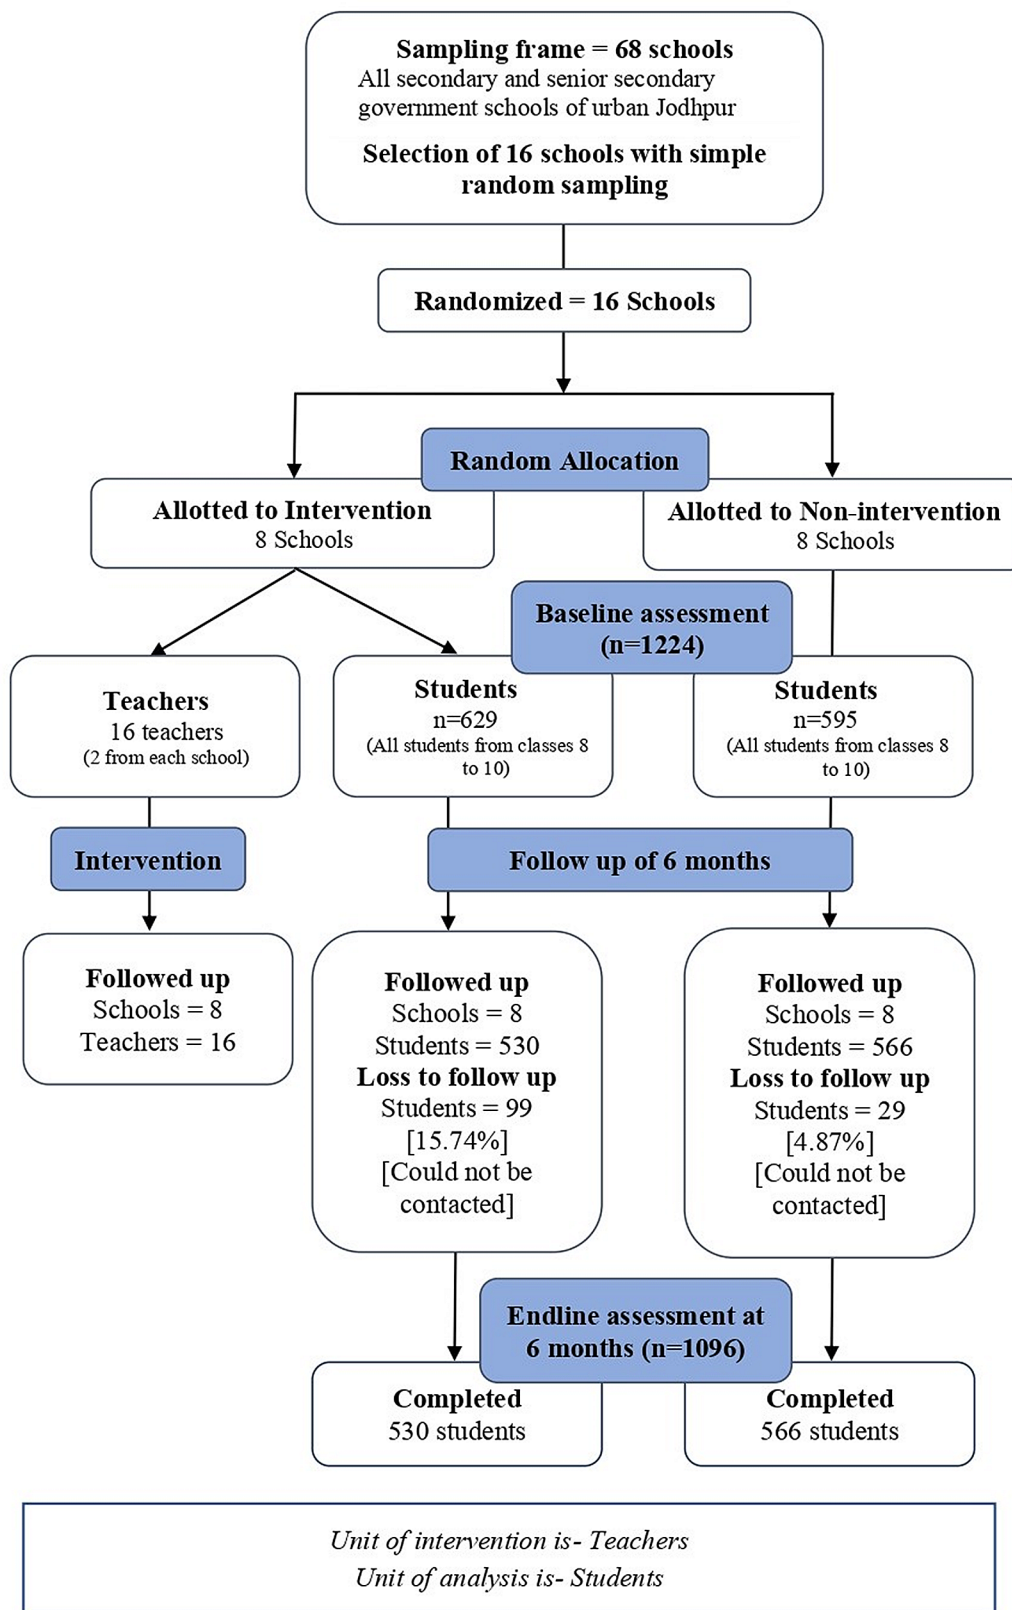 Sampling frame = 68 schools
All secondary and senior secondary
government schools of urban Jodhpur
Selection of 16 schools with simple
random sampling
Randomized = 16 Schools
Random Allocation
Allotted to Intervention
8 Schools
Allotted to Non-intervention
8 Schools
Baseline assessment
(n=1224)
Teachers
16 teachers
(2 from each school)
Students
n=629
(All students from classes 8
to 10)
Students
n=595
(All students from classes 8
to 10)
Intervention
Follow up of 6 months
Followed up
Schools = 8
Teachers = 16
Followed up
Schools = 8
Students = 530
Loss to follow up
Students = 99
[15.74%]
[Could not be
contacted]
Followed up
Schools = 8
Students = 566
Loss to follow up
Students = 29
[4.87%]
[Could not be
contacted]
Endline assessment at
6 months (n=1096)
Completed
530 students
Completed
566 students
Unit of intervention is- Teachers
Unit of analysis is- Students